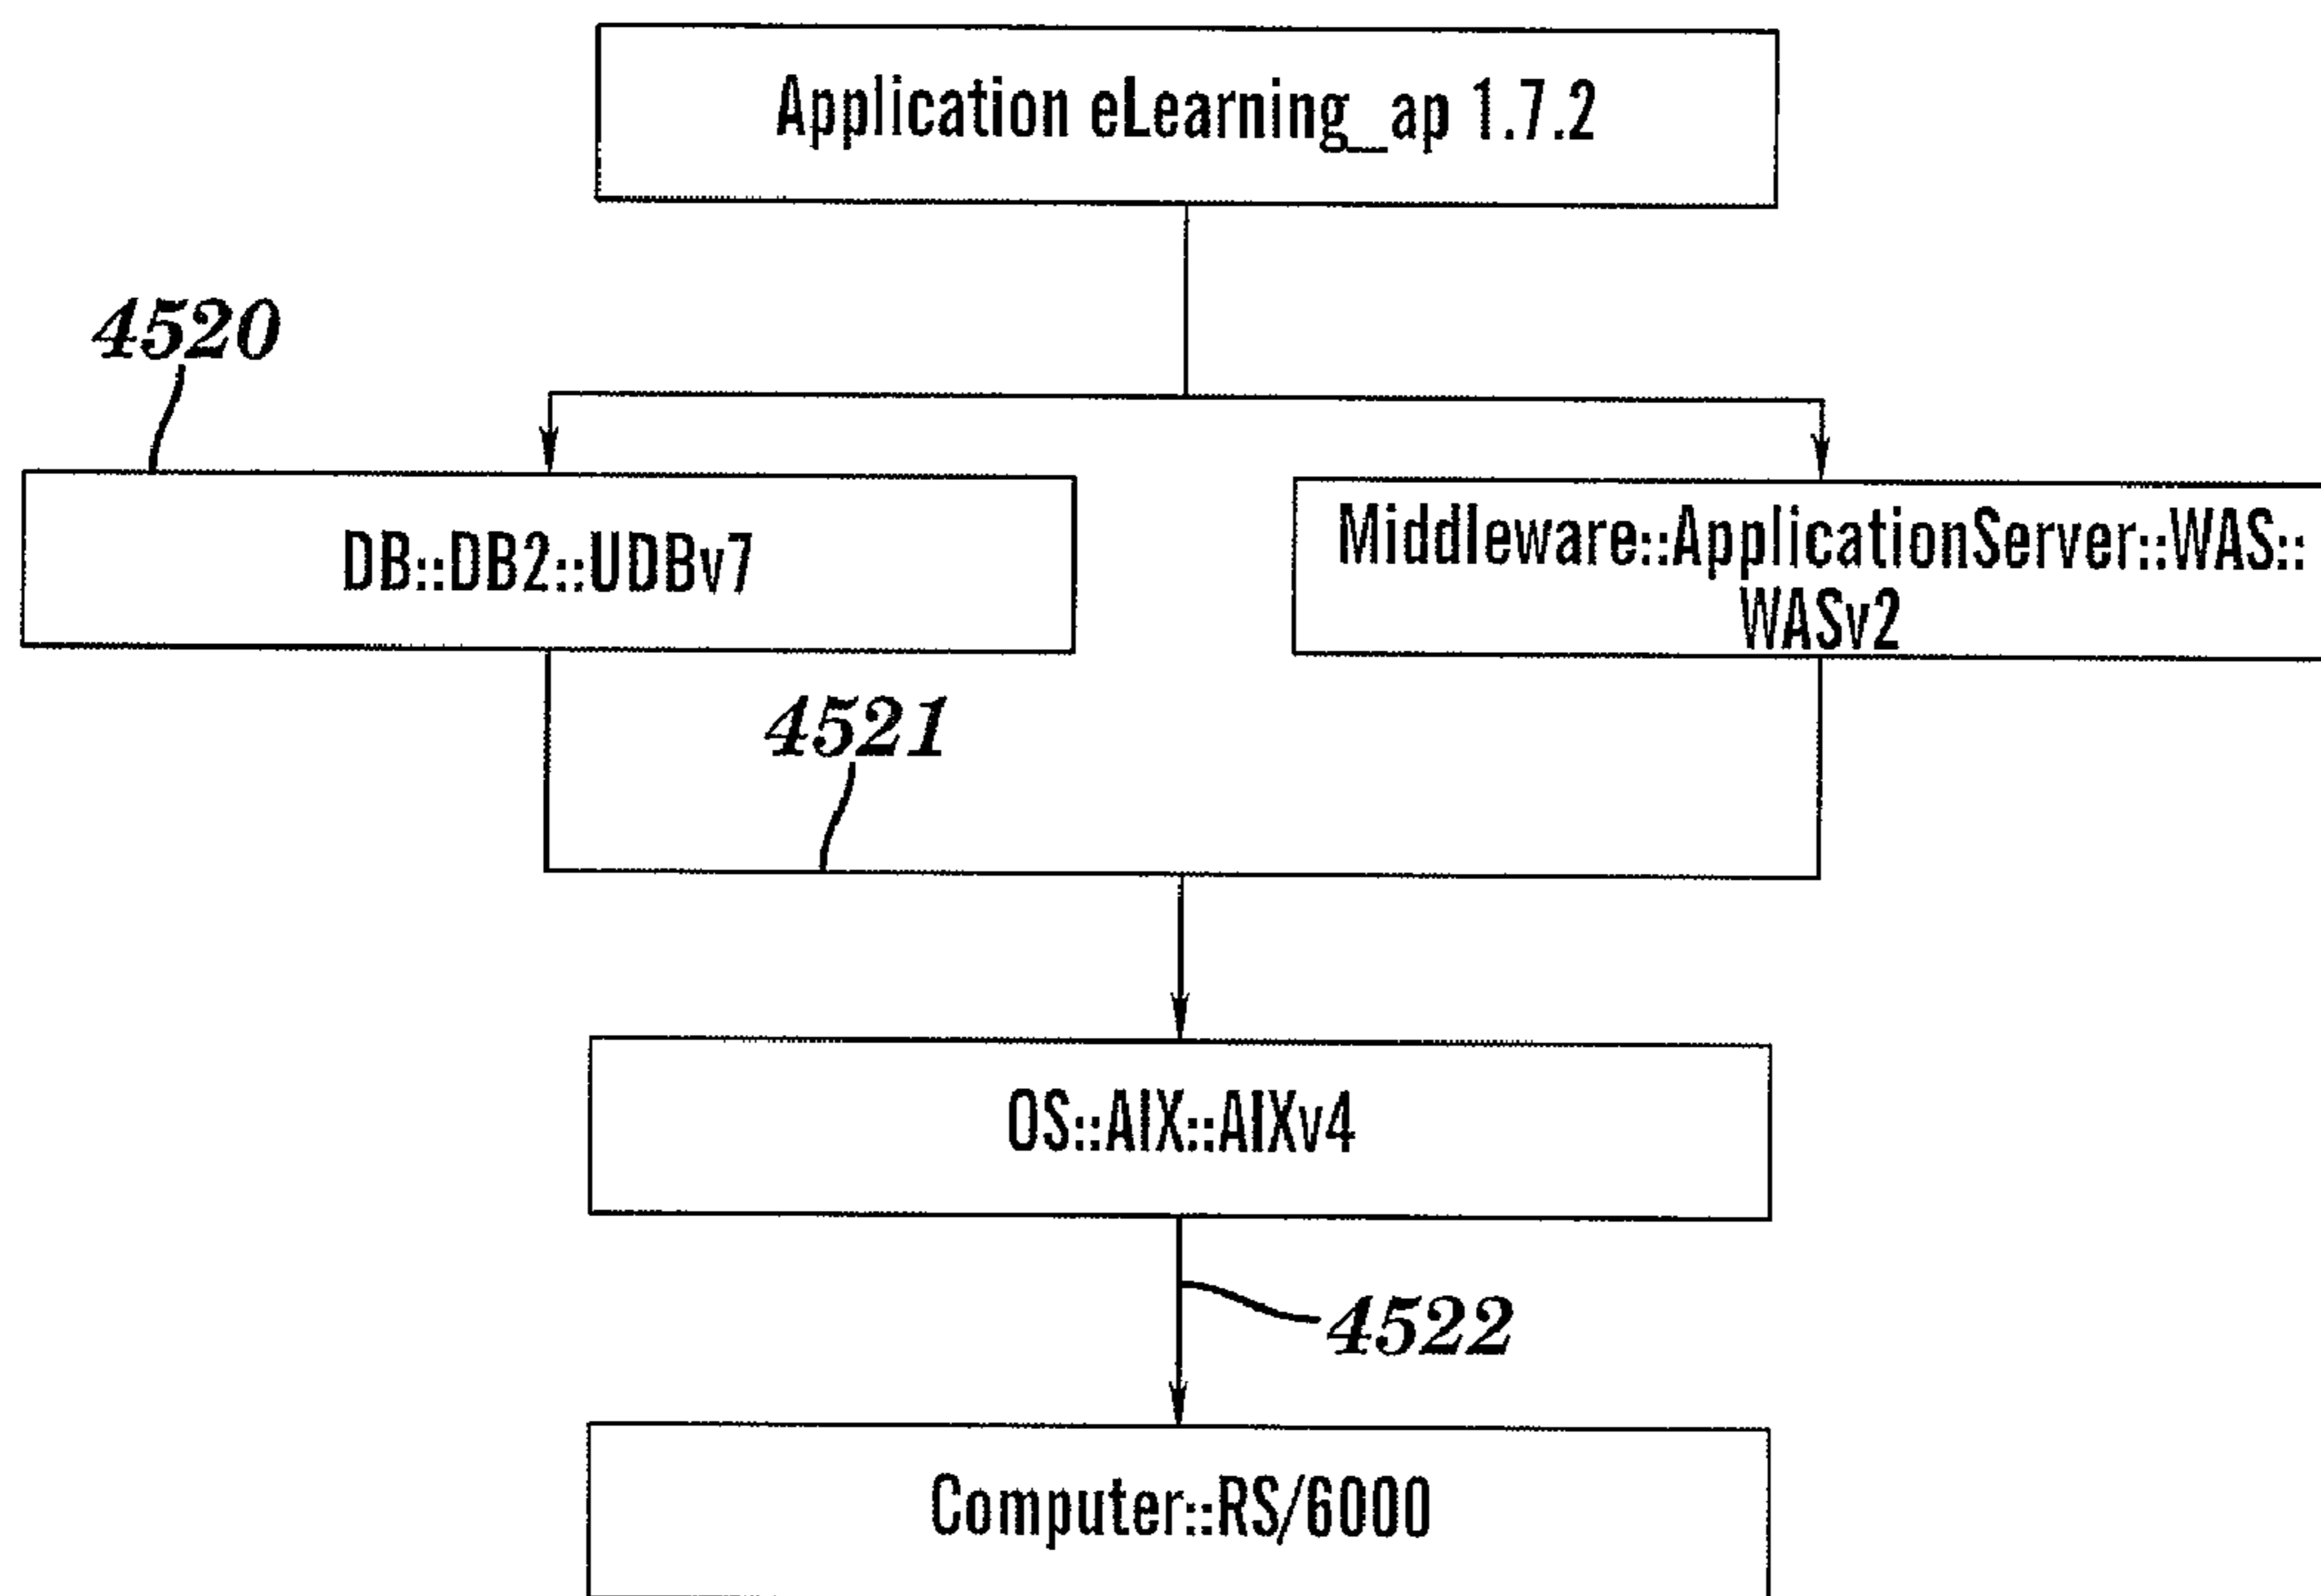 Application eLearning_ap 1.7.2
4520
DB::DB2::UDBv7
Middleware::ApplicationServer::WAS::
WASv2
4521
OS::AIX::AIXv4
4522
Computer::RS/6000